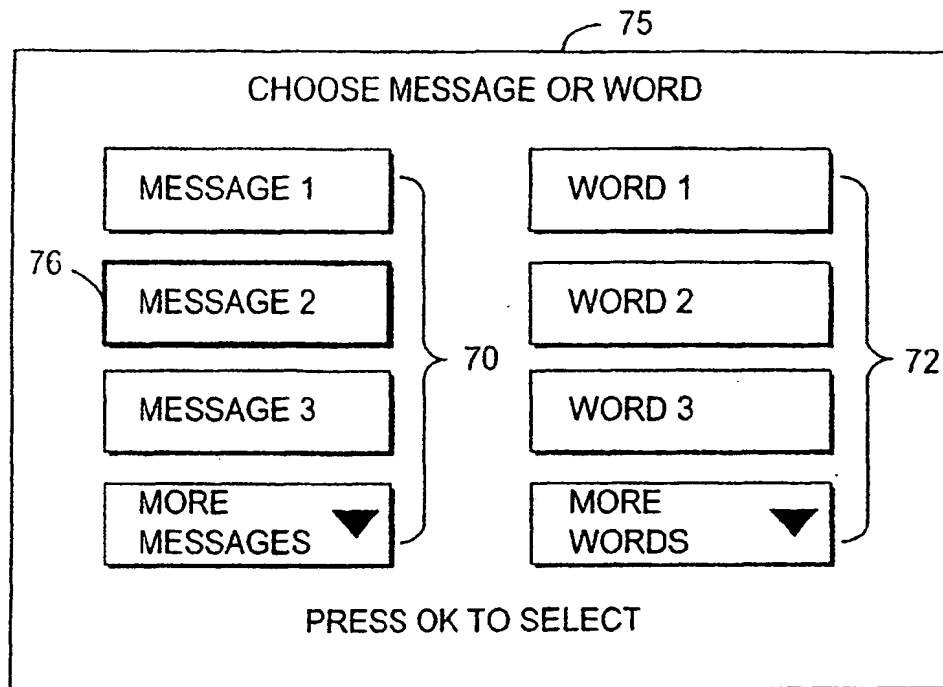 75
CHOOSE MESSAGE OR WORD
MESSAGE 1
WORD 1
76
MESSAGE 2
WORD 2
70
72
MESSAGE 3
WORD 3
MORE
MESSAGES
MORE
WORDS
PRESS OK TO SELECT